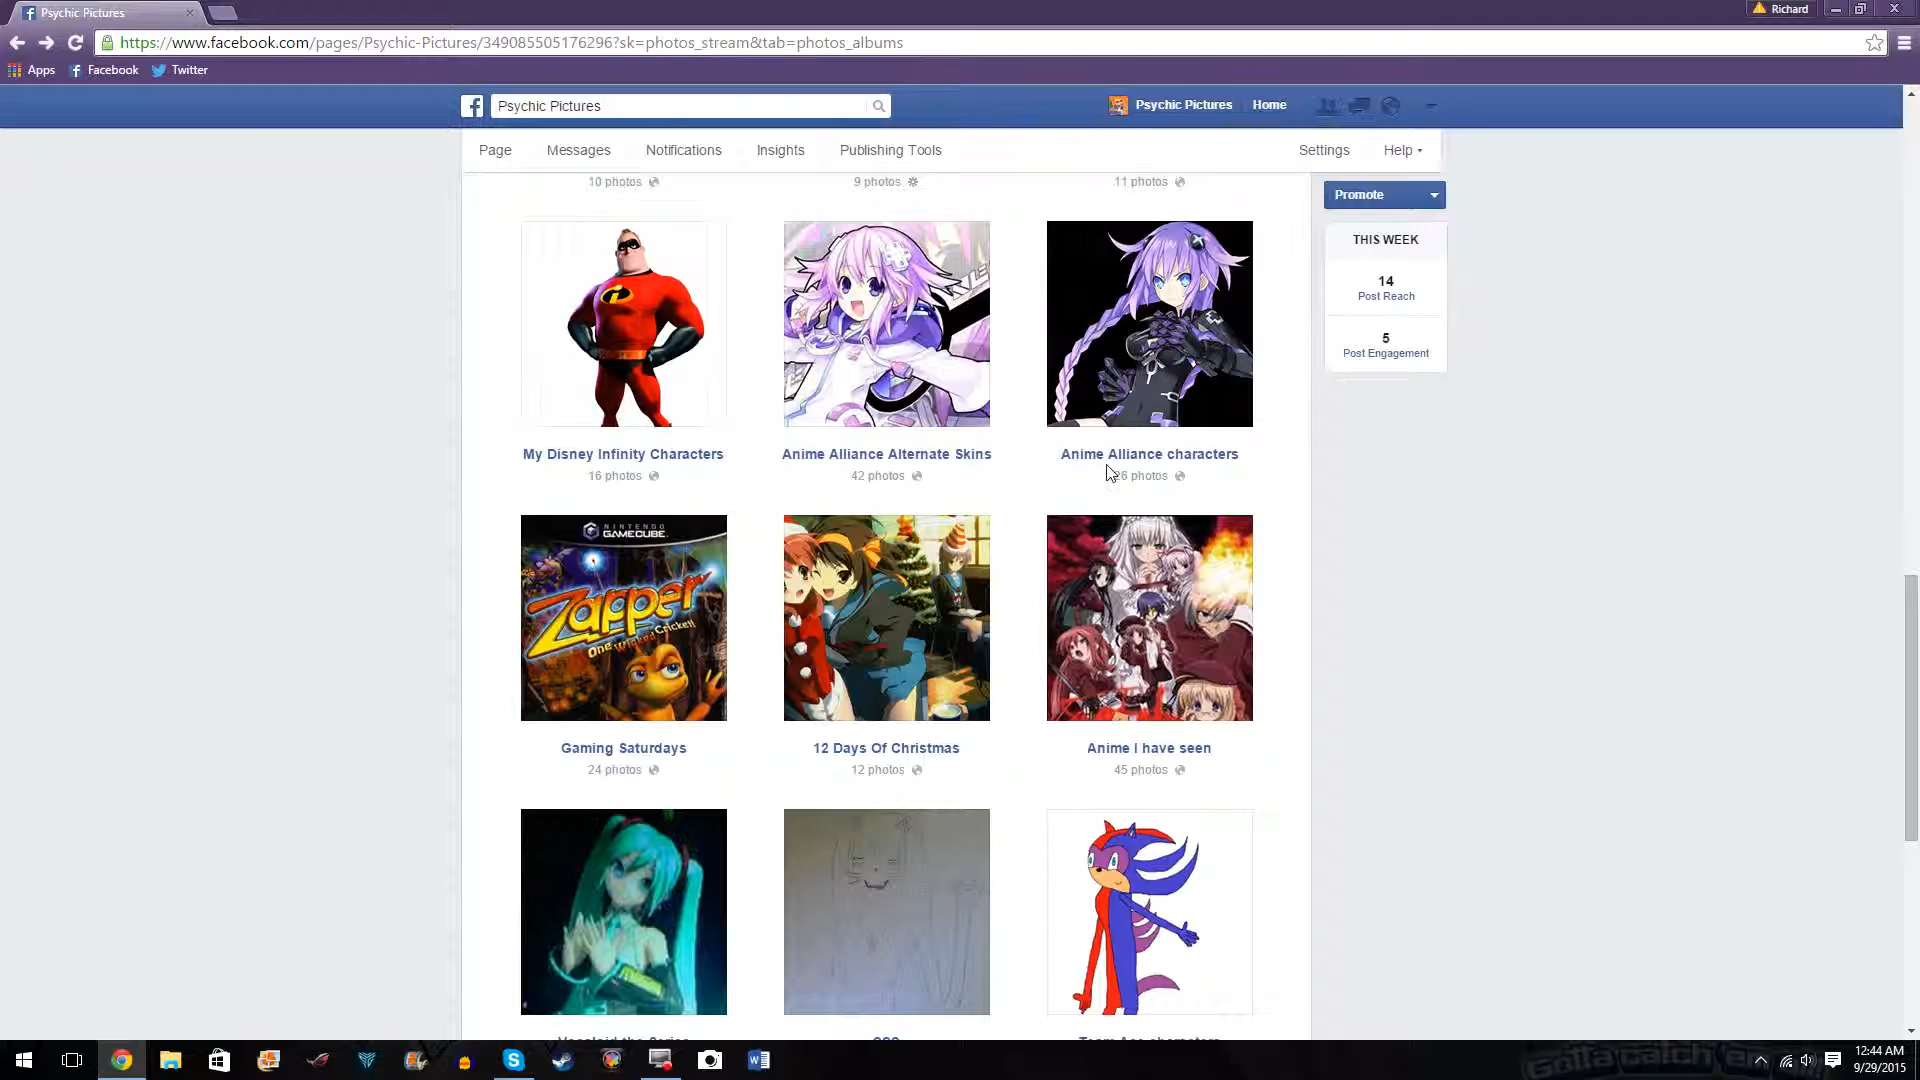 Psychic Pictures
Richard
https://www.facebook.com/pages/Psychic-Pictures/349085505176296?sk=photos_stream&tab=photos_albums
Apps Facebook Twitter
Psychic Pictures
Psychic Pictures Home
Page Messages Notifications Insights Publishing Tools Settings Help
10 photos 9 photos 11 photos
Promote
THIS WEEK
14
Post Reach
5
Post Engagement
My Disney Infinity Characters Anime Alliance Alternate Skins Anime Alliance characters
16 photos 42 photos photos
NINTENDO
GAMECUBE
Zapper
One Wicked Cricket!
Gaming Saturdays 12 Days Of Christmas Anime I have seen
24 photos 12 photos 45 photos
12:44 AM
9/29/2015